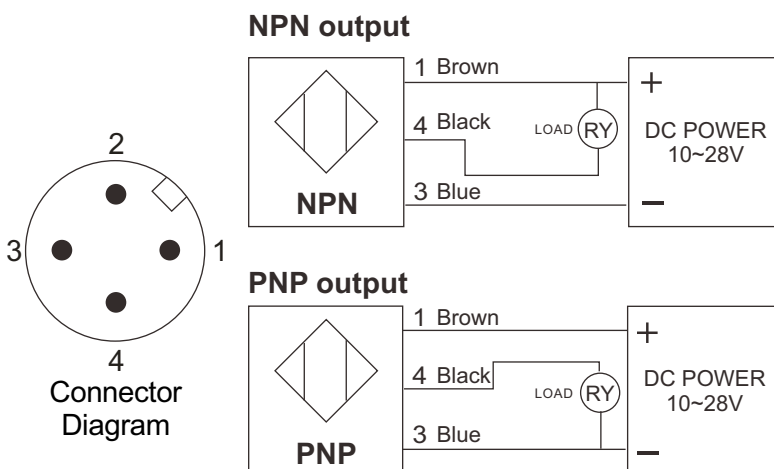 NPN output
1 Brown
4 Black
LOAD RY
3 Blue
NPN
+
DC POWER
10~28V
−
2
3
1
4
Connector
Diagram
PNP output
1 Brown
4 Black
LOAD RY
3 Blue
PNP
+
DC POWER
10~28V
−